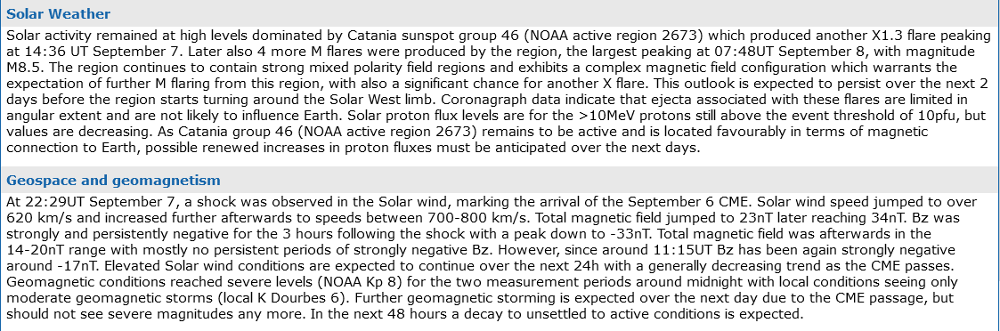 Solar Weather
Solar activity remained at high levels dominated by Catania sunspot group 46 (NOAA active region 2673) which produced another X1.3 flare peaking
at 14:36 UT September 7. Later also 4 more M flares were produced by the region, the largest peaking at 07:48UT September 8, with magnitude
M8.5. The region continues to contain strong mixed polarity field regions and exhibits a complex magnetic field configuration which warrants the
expectation of further M flaring from this region, with also a significant chance for another X flare. This outlook is expected to persist over the next 2
days before the region starts turning around the Solar West limb. Coronagraph data indicate that ejecta associated with these flares are limited in
angular extent and are not likely to influence Earth. Solar proton flux levels are for the >10MeV protons still above the event threshold of 10pfu, but
values are decreasing. As Catania group 46 (NOAA active region 2673) remains to be active and is located favourably in terms of magnetic
connection to Earth, possible renewed increases in proton fluxes must be anticipated over the next days.
Geospace and geomagnetism
At 22:29UT September 7, a shock was observed in the Solar wind, marking the arrival of the September 6 CME. Solar wind speed jumped to over
620 km/s and increased further afterwards to speeds between 700-800 km/s. Total magnetic field jumped to 23nT later reaching 34nT. Bz was
strongly and persistently negative for the 3 hours following the shock with a peak down to -33nT. Total magnetic field was afterwards in the
14-20nT range with mostly no persistent periods of strongly negative Bz. However, since around 11:15UT Bz has been again strongly negative
around -17nT. Elevated Solar wind conditions are expected to continue over the next 24h with a generally decreasing trend as the CME passes.
Geomagnetic conditions reached severe levels (NOAA Kp 8) for the two measurement periods around midnight with local conditions seeing only
moderate geomagnetic storms (local K Dourbes 6). Further geomagnetic storming is expected over the next day due to the CME passage, but
should not see severe magnitudes any more. In the next 48 hours a decay to unsettled to active conditions is expected.